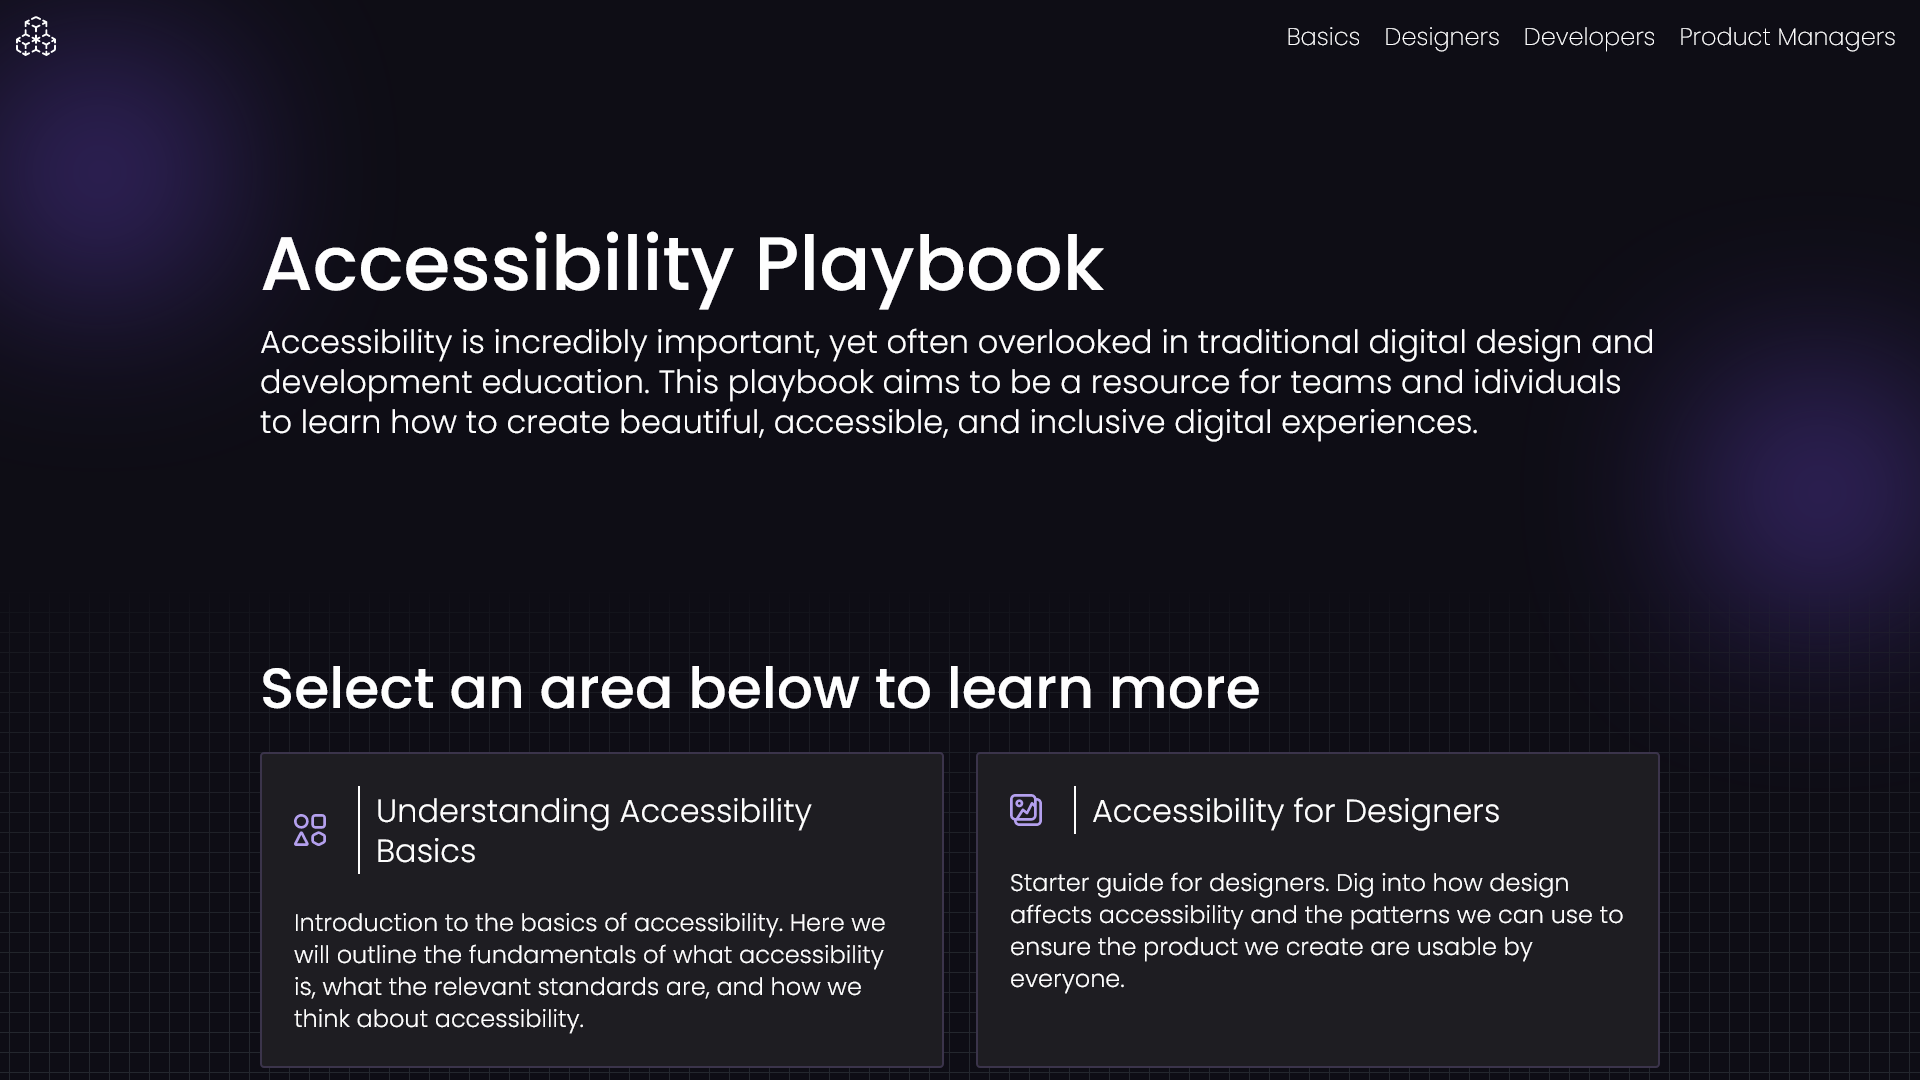 Basics Designers Developers Product Managers
Accessibility Playbook
Accessibility is incredibly important, yet often overlooked in traditional digital design and
development education. This playbook aims to be a resource for teams and idividuals
to learn how to create beautiful, accessible, and inclusive digital experiences.
Select an area below to learn more
Understanding Accessibility
Basics
Introduction to the basics of accessibility. Here we
will outline the fundamentals of what accessibility
is, what the relevant standards are, and how we
think about accessibility.
Accessibility for Designers
Starter guide for designers. Dig into how design
affects accessibility and the patterns we can use to
ensure the product we create are usable by
everyone.